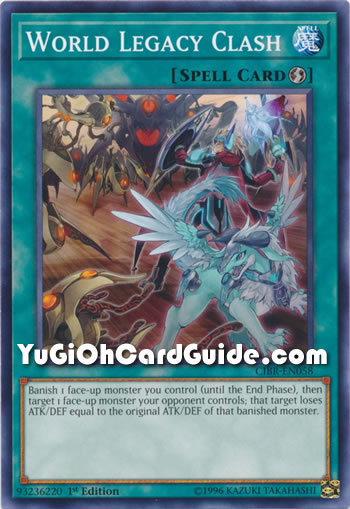 World Legacy Clash
魔
SPELL
[Spell Card]
YuGiOhCardGuide.com
CIBR-EN058
Banish 1 face-up monster you control (until the End Phase), then
target 1 face-up monster your opponent controls; that target loses
ATK/DEF equal to the original ATK/DEF of that banished monster.
93236220 1st Edition ©1996 KAZUKI TAKAHASHI